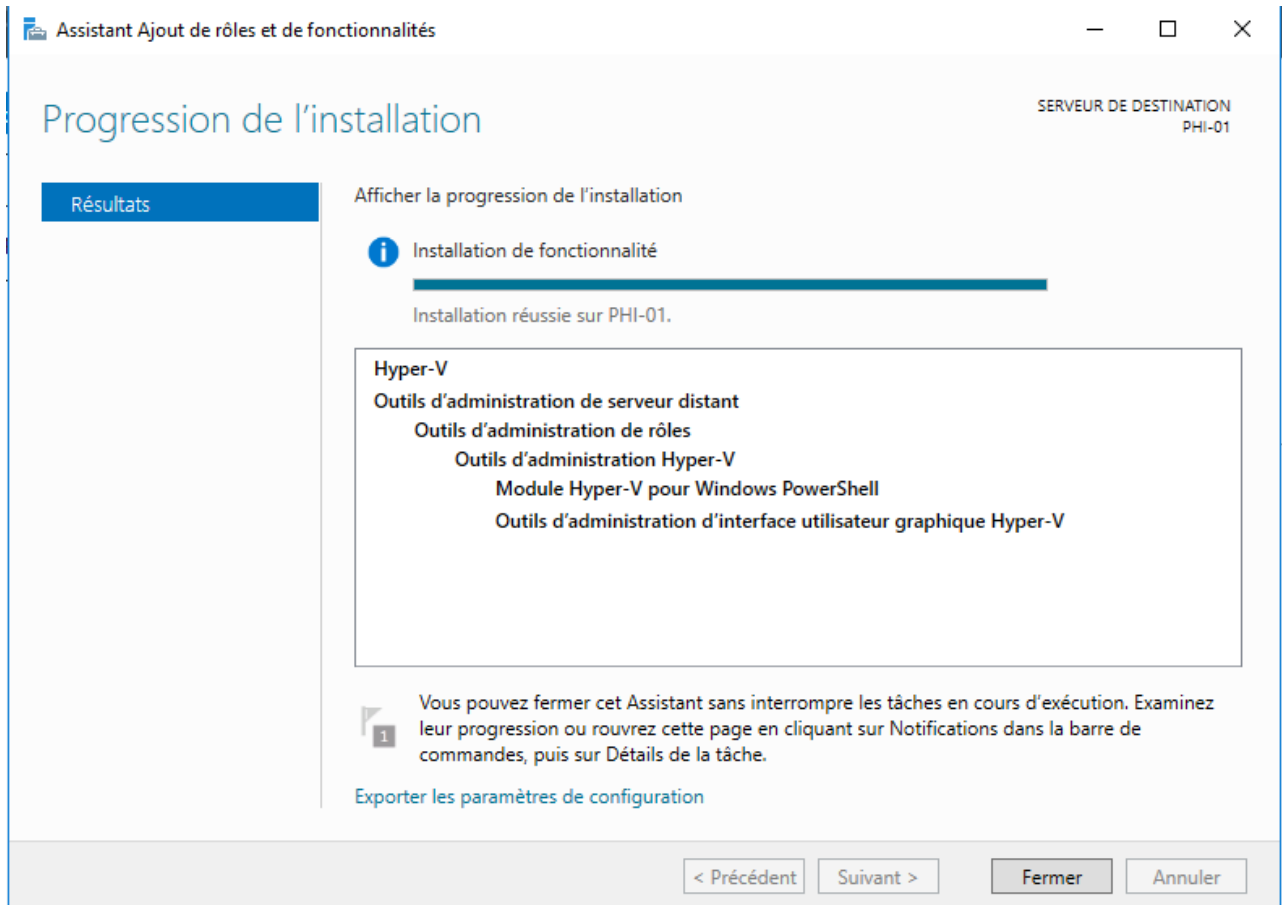 Assistant Ajout de rôles et de fonctionnalités
Progression de l'installation
SERVEUR DE DESTINATION
PHI-01
Résultats
Afficher la progression de l'installation
Installation de fonctionnalité
Installation réussie sur PHI-01.
Hyper-V
Outils d'administration de serveur distant
Outils d'administration de rôles
Outils d'administration Hyper-V
Module Hyper-V pour Windows PowerShell
Outils d'administration d'interface utilisateur graphique Hyper-V
1
Vous pouvez fermer cet Assistant sans interrompre les tâches en cours d'exécution. Examinez
leur progression ou rouvrez cette page en cliquant sur Notifications dans la barre de
commandes, puis sur Détails de la tâche.
Exporter les paramètres de configuration
< Précédent
Suivant >
Fermer
Annuler